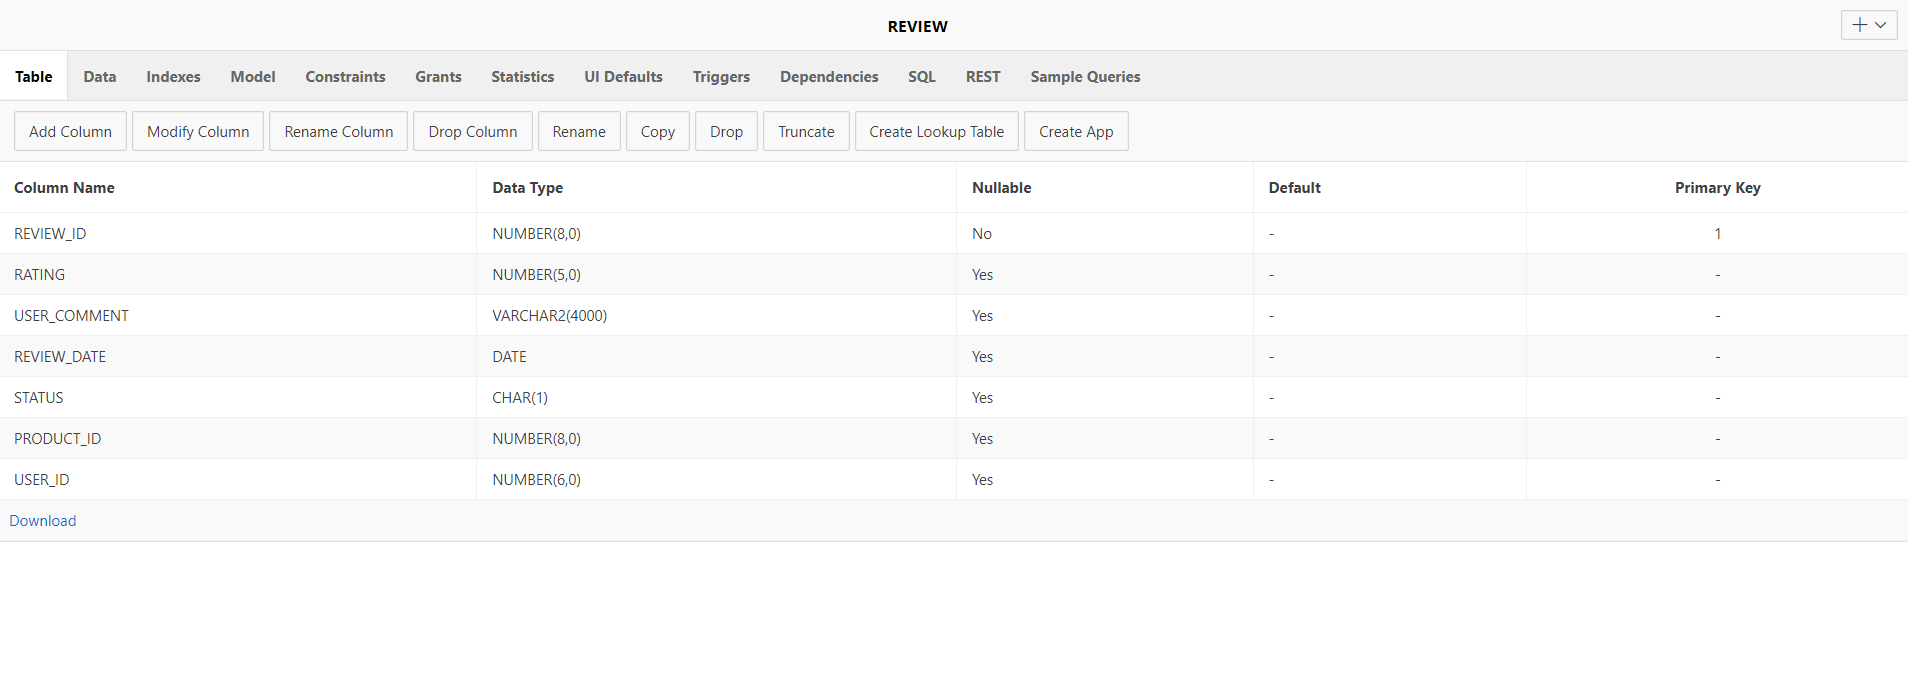 REVIEW
Table Data Indexes Model Constraints Grants Statistics UI Defaults Triggers Dependencies SQL REST Sample Queries
Add Column Modify Column Rename Column Drop Column Rename Copy Drop Truncate Create Lookup Table Create App
Column Name Data Type Nullable Default Primary Key
REVIEW_ID NUMBER(8,0) No - 1
RATING NUMBER(5,0) Yes - -
USER_COMMENT VARCHAR2(4000) Yes - -
REVIEW_DATE DATE Yes - -
STATUS CHAR(1) Yes - -
PRODUCT_ID NUMBER(8,0) Yes - -
USER_ID NUMBER(6,0) Yes - -
Download